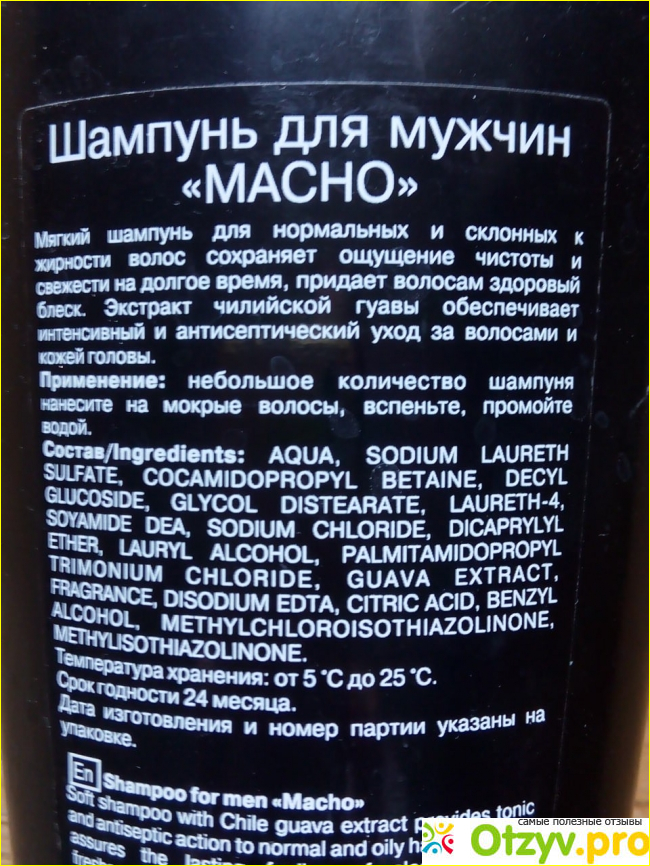 Шампунь для мужчин
«MACHO»
Мягкий шампунь для нормальных и склонных к
жирности волос сохраняет ощущение чистоты и
свежести на долгое время, придает волосам здоровый
блеск. Экстракт чилийской гуавы обеспечивает
интенсивный и антисептический уход за волосами и
кожей головы.
Применение: небольшое количество шампуня
нанесите на мокрые волосы, вспеньте, промойте
водой.
Состав/Ingredients: AQUA, SODIUM LAURETH
SULFATE, COCAMIDOPROPYL BETAINE, DECYL
GLUCOSIDE, GLYCOL DISTEARATE, LAURETH-4,
SOYAMIDE DEA, SODIUM CHLORIDE, DICAPRYLYL
ETHER, LAURYL ALCOHOL, PALMITAMIDOPROPYL
TRIMONIUM CHLORIDE, GUAVA EXTRACT,
FRAGRANCE, DISODIUM EDTA, CITRIC ACID, BENZYL
ALCOHOL, METHYLCHLOROISOTHIAZOLINONE,
METHYLISOTHIAZOLINONE.
Температура хранения: от 5 °C до 25 °C.
Срок годности 24 месяца.
Дата изготовления и номер партии указаны на
упаковке.
En Shampoo for men «Macho»
Soft shampoo with Chile guava extract provides tonic
and antiseptic action to normal and oily
assures the
самые полезные отзывы
Otzyv.pro